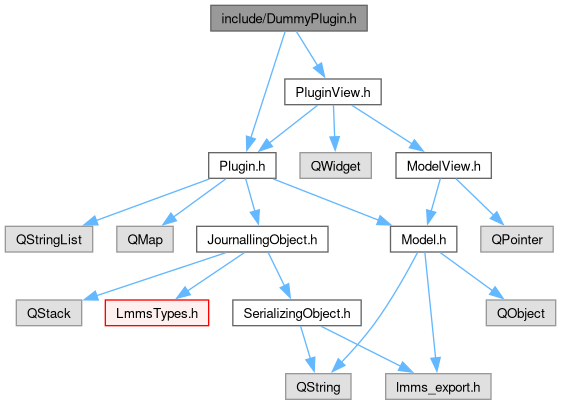 include/DummyPlugin.h
PluginView.h
Plugin.h
QWidget
ModelView.h
QStringList
QMap
JournallingObject.h
Model.h
QPointer
QStack
LmmsTypes.h
SerializingObject.h
QObject
QString
lmms_export.h